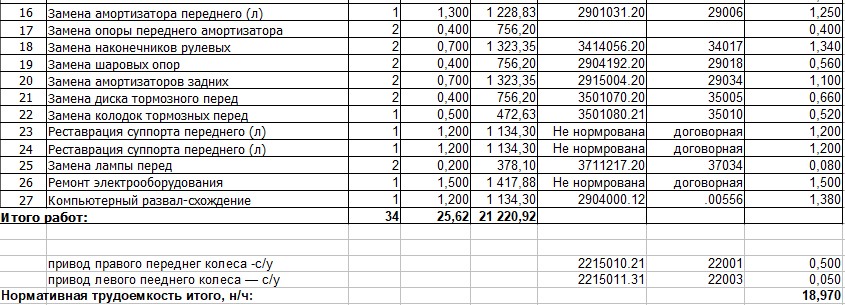 16 Замена амортизатора переднего (л) 1 1,300 1 228,83 2901031.20 29006 1,250
17 Замена опоры переднего амортизатора 2 0,400 756,20 0,400
18 Замена наконечников рулевых 2 0,700 1 323,35 3414056.20 34017 1,340
19 Замена шаровых опор 2 0,400 756,20 2904192.20 29018 0,560
20 Замена амортизаторов задних 2 0,700 1 323,35 2915004.20 29034 1,100
21 Замена диска тормозного перед 2 0,400 756,20 3501070.20 35005 0,660
22 Замена колодок тормозных перед 1 0,500 472,63 3501080.21 35010 0,520
23 Реставрация суппорта переднего (л) 1 1,200 1 134,30 Не нормирована договорная 1,200
24 Реставрация суппорта переднего (л) 1 1,200 1 134,30 Не нормирована договорная 1,200
25 Замена лампы перед 2 0,200 378,10 3711217.20 37034 0,080
26 Ремонт электрооборудования 1 1,500 1 417,88 Не нормирована договорная 1,500
27 Компьютерный развал-схождение 1 1,200 1 134,30 2904000.12 .00556 1,380
Итого работ: 34 25,62 21 220,92
привод правого переднег колеса -с/у 2215010.21 22001 0,500
привод левого пееднего колеса — с/у 2215011.31 22003 0,050
Нормативная трудоемкость итого, н/ч: 18,970